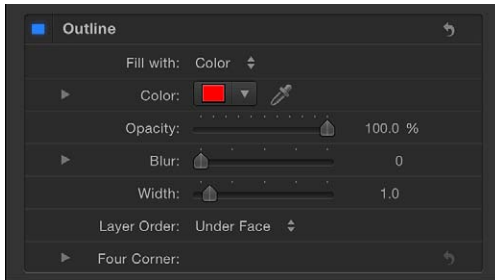 Outline
Fill with: Color
Color:
Opacity: 100.0 %
Blur: 0
Width: 1.0
Layer Order: Under Face
Four Corner: